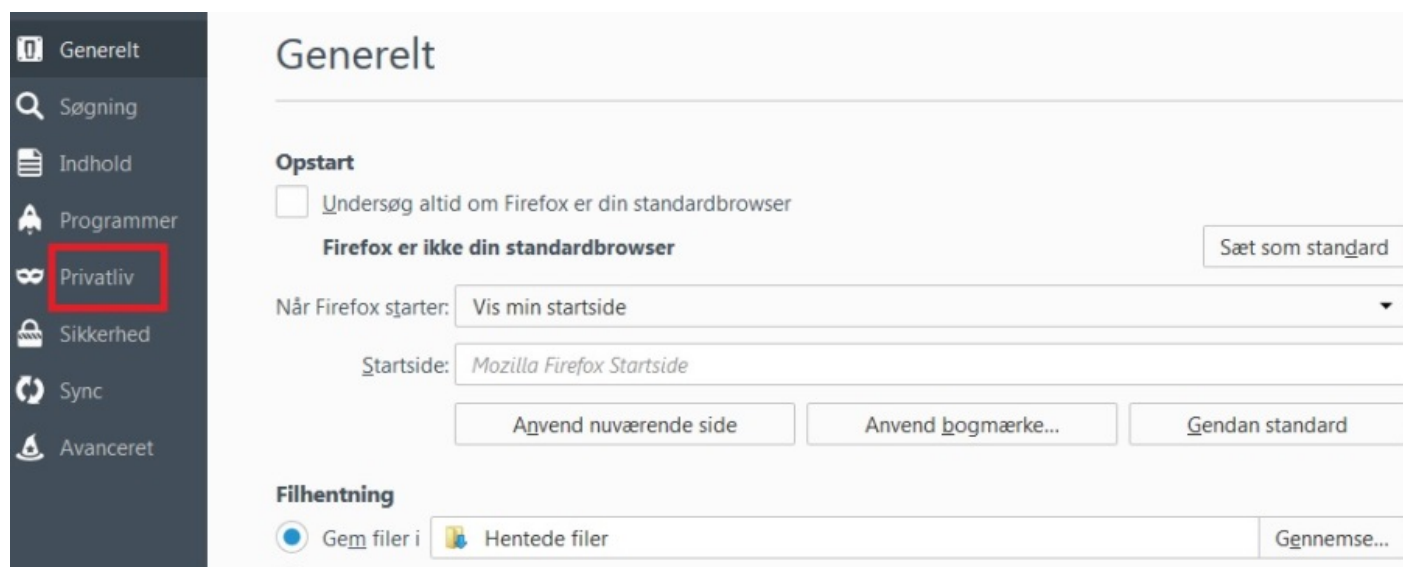 Generelt
Søgning
Indhold
Programmer
Privatliv
Sikkerhed
Sync
Avanceret
Generelt
Opstart
Undersøg altid om Firefox er din standardbrowser
Firefox er ikke din standardbrowser
Sæt som standard
Når Firefox starter: Vis min startside
Startside: Mozilla Firefox Startside
Anvend nuværende side Anvend bogmærke... Gendan standard
Filhentning
Gem filer i Hentede filer Gennemse...